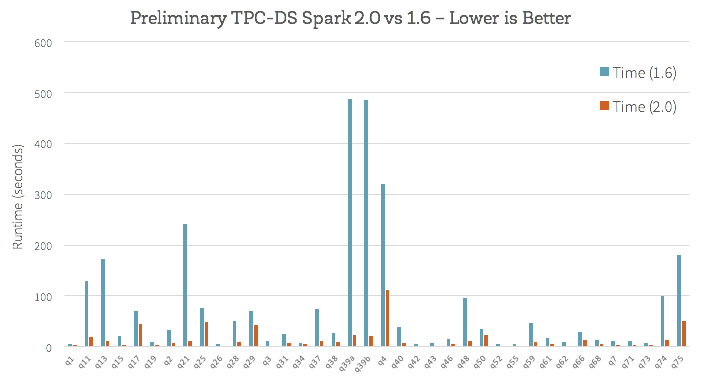 Preliminary TPC-DS Spark 2.0 vs 1.6 – Lower is Better
600
500
400
300
200
100
0
Runtime (seconds)
Time (1.6)
Time (2.0)
q1 q11 q13 q15 q17 q19 q2 q21 q25 q26 q28 q29 q3 q31 q34 q37 q38 q39a q39b q4 q40 q42 q43 q46 q48 q50 q52 q55 q59 q61 q62 q66 q68 q7 q71 q73 q74 q75